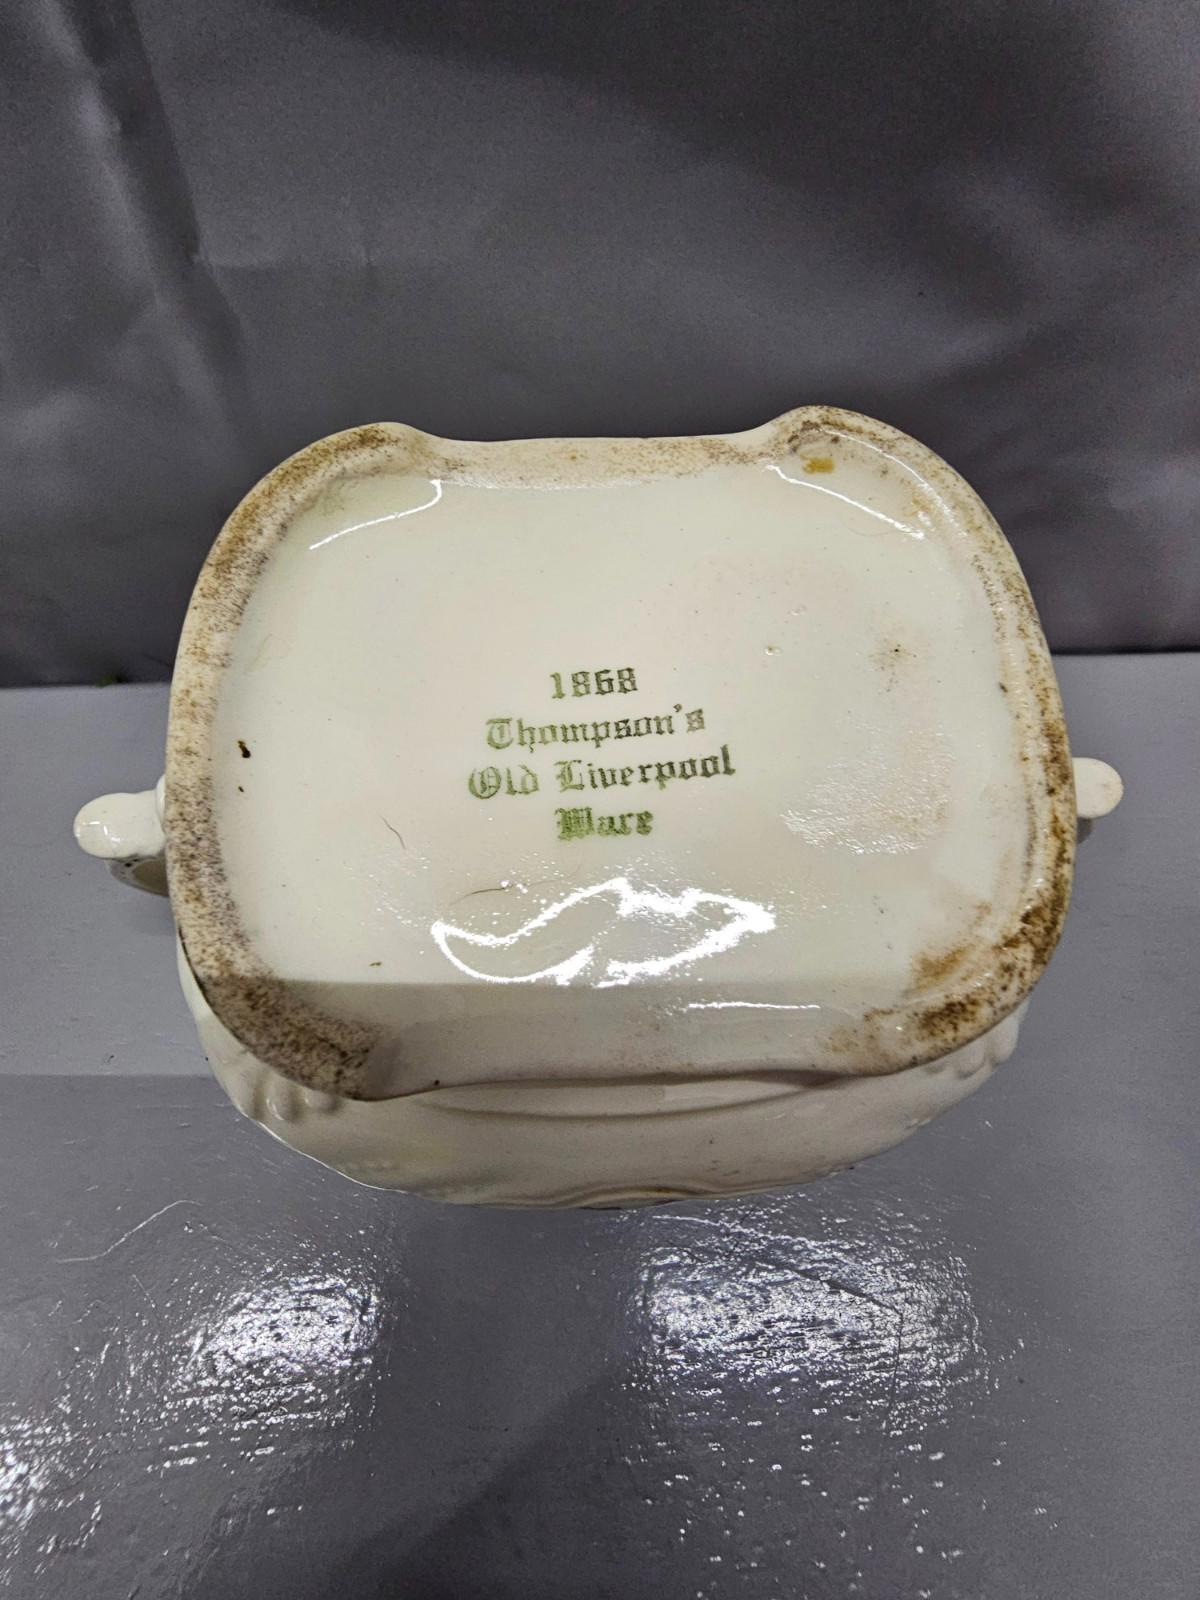 1868
Thompson's
Old Liverpool
Ware